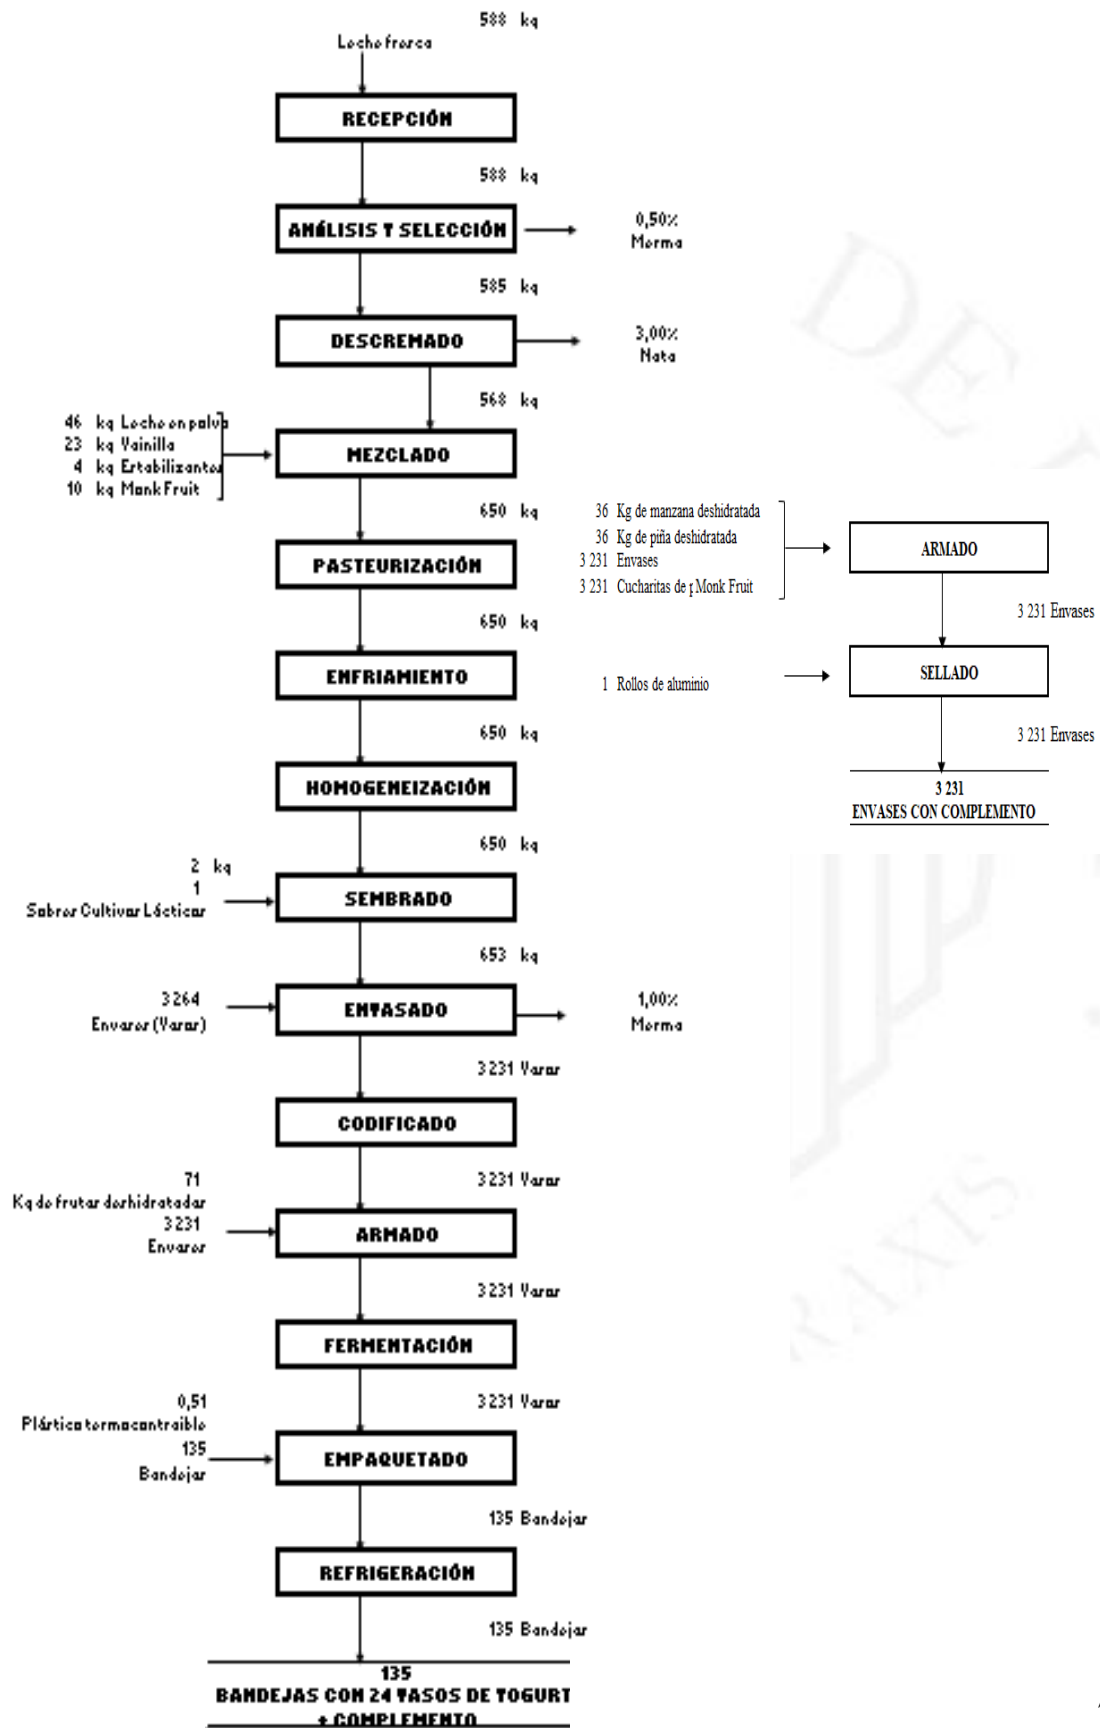 588 kg
Leche fresca
RECEPCIÓN
588 kg
ANÁLISIS Y SELECCIÓN
0,50%
Merma
585 kg
DESCREMADO
3,00%
Nata
568 kg
46 kg Leche en polvo
23 kg Vainilla
4 kg Estabilizantes
10 kg Monk Fruit
MEZCLADO
650 kg
PASTEURIZACIÓN
650 kg
ENFRIAMIENTO
650 kg
HOMOGENEIZACIÓN
650 kg
2 kg
1
Sobres Cultivos Lácticos
SEMBRADO
653 kg
3 264
Envases (Vasos)
ENVASADO
1,00%
Merma
3 231 Vasos
CODIFICADO
3 231 Vasos
71
Kg de frutas deshidratadas
3 231
Envases
ARMADO
3 231 Vasos
FERMENTACIÓN
3 231 Vasos
0,51
Plástico termocontraible
135
Bandejas
EMPAQUETADO
135 Bandejas
REFRIGERACIÓN
135 Bandejas
135
BANDEJAS CON 24 VASOS DE YOGURT
+ COMPLEMENTO
36 Kg de manzana deshidratada
36 Kg de piña deshidratada
3 231 Envases
3 231 Cucharitas de p Monk Fruit
ARMADO
3 231 Envases
1 Rollos de aluminio
SELLADO
3 231 Envases
3 231
ENVASES CON COMPLEMENTO
DE
RAXIS